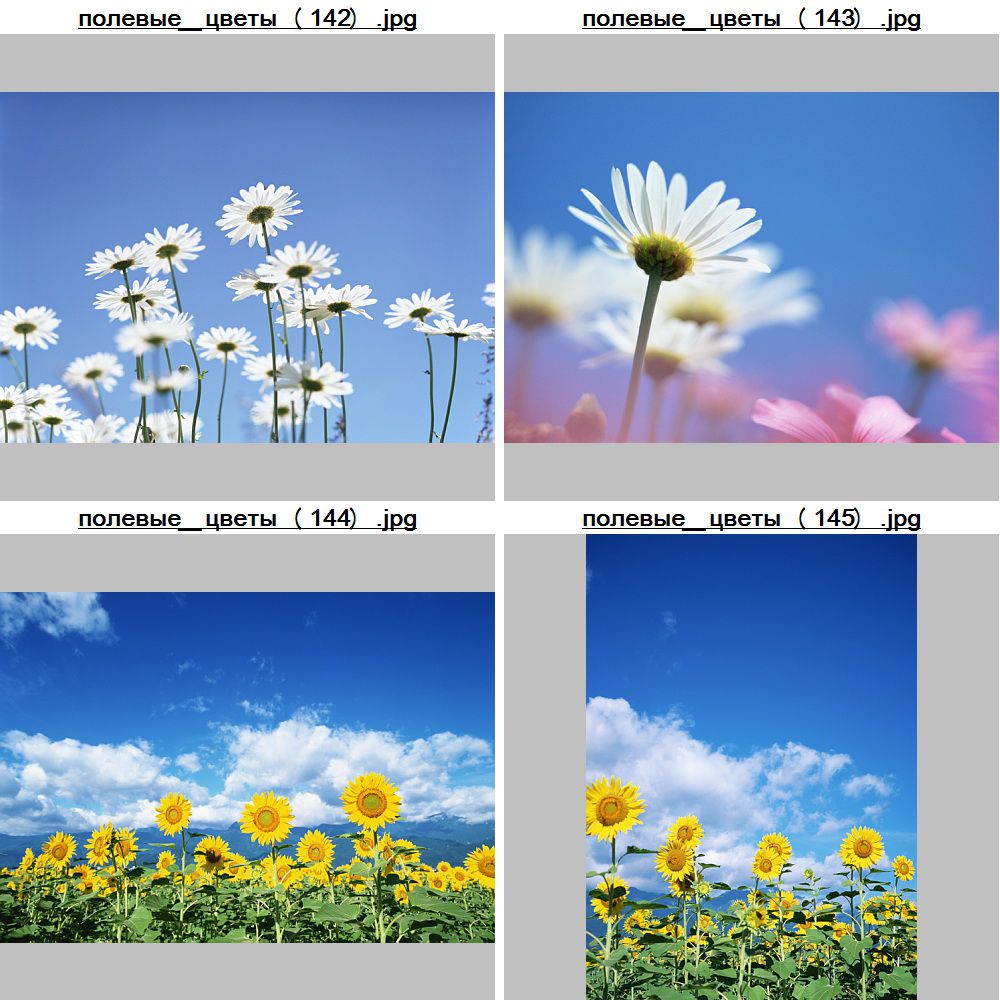 полевые__цветы ( 142) .jpg
полевые__цветы ( 143) .jpg
полевые__цветы ( 144) .jpg
полевые__цветы ( 145) .jpg